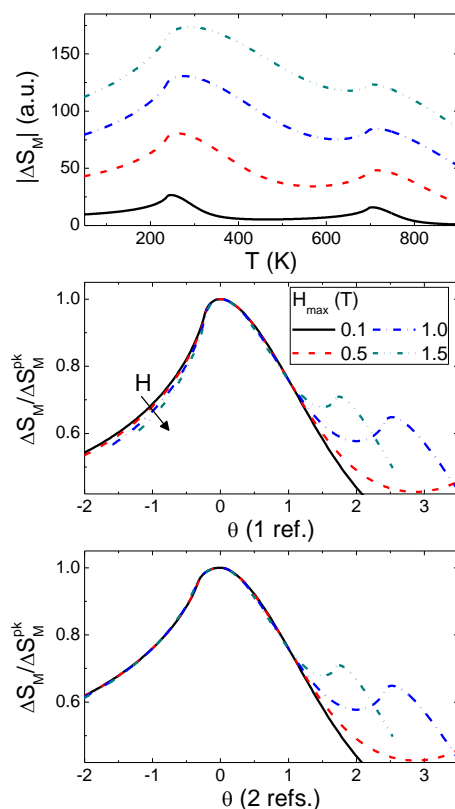 |ΔS_M| (a.u.)
150
100
50
0
200 400 600 800
T (K)
ΔS_M/ΔS_M^pk
1.0
0.8
0.6
H
H_max (T)
0.1 1.0
0.5 1.5
-2 -1 0 1 2 3
θ (1 ref.)
ΔS_M/ΔS_M^pk
1.0
0.8
0.6
-2 -1 0 1 2 3
θ (2 refs.)